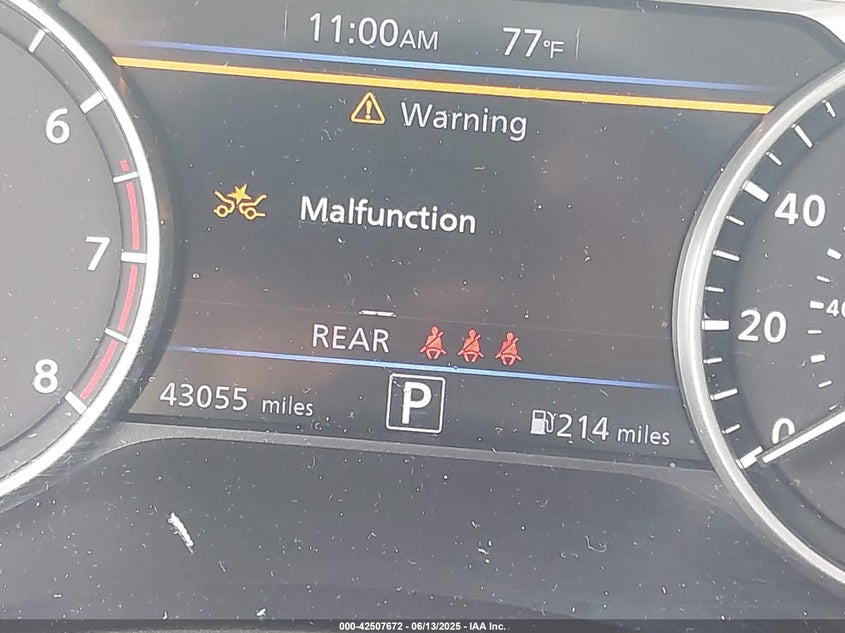 11:00AM 77°F
Warning
6
Malfunction
40
7
40
REAR
20
8
43055 miles P 214 miles
0
000-42507672 - 06/13/2025 - IAA Inc.